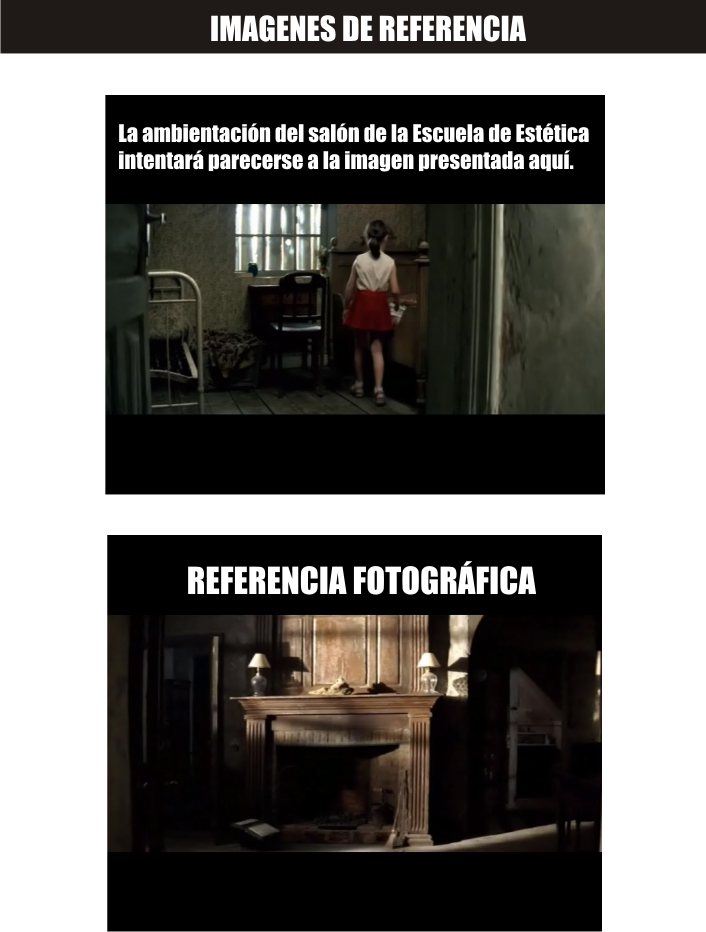 IMAGENES DE REFERENCIA
La ambientación del salón de la Escuela de Estética
intentará parecerse a la imagen presentada aquí.
REFERENCIA FOTOGRÁFICA